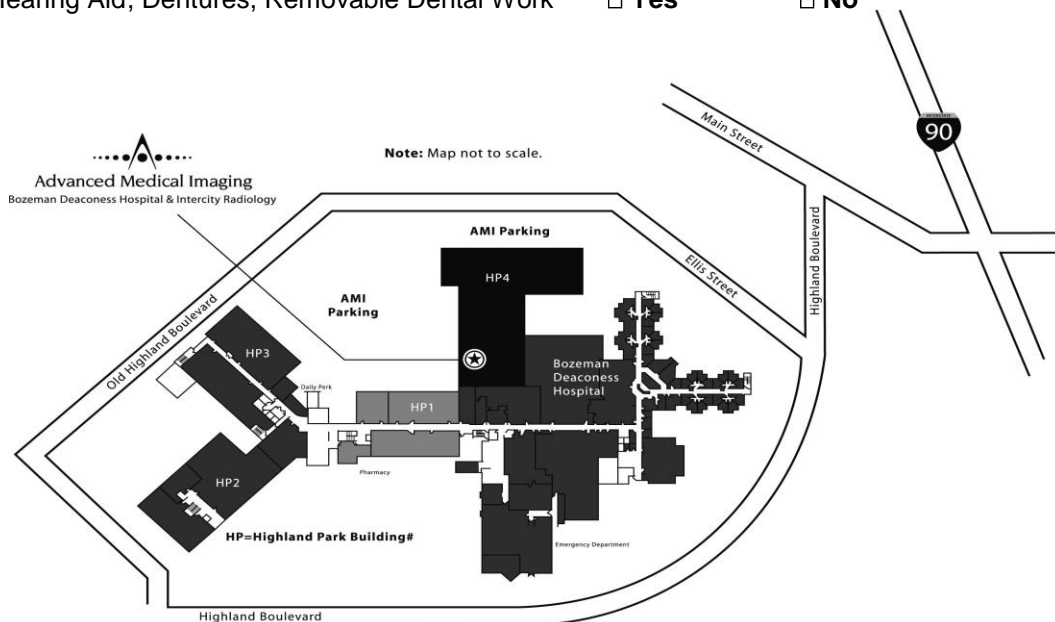 earing Aid, Dentures, Removable Dental Work □ Yes □ No
INTERSTATE
90
Main Street
Note: Map not to scale.
Advanced Medical Imaging
Bozeman Deaconess Hospital & Intercity Radiology
AMI Parking
Ellis Street
Highland Boulevard
HP4
AMI
Parking
Old Highland Boulevard
HP3
Bozeman
Deaconess
Hospital
Daily Perk
HP1
Pharmacy
HP2
HP=Highland Park Building#
Emergency Department
Highland Boulevard